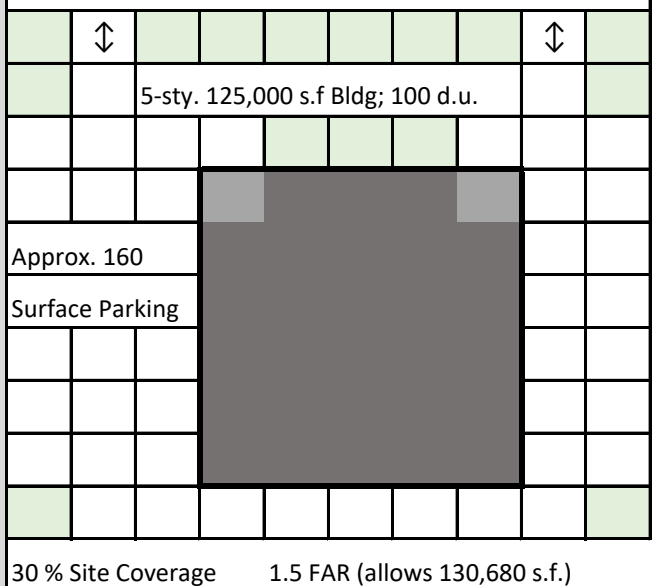 5-sty. 125,000 s.f Bldg; 100 d.u.
Approx. 160
Surface Parking
30 % Site Coverage 1.5 FAR (allows 130,680 s.f.)